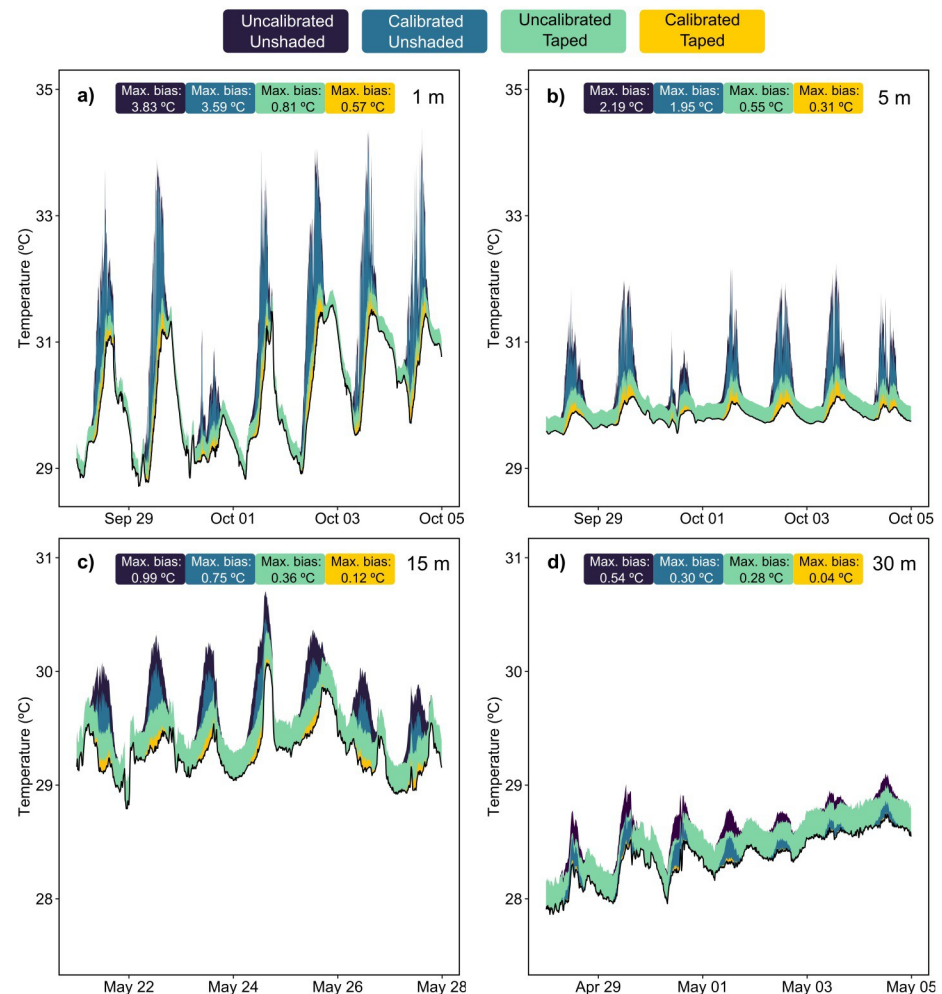 Uncalibrated Unshaded
Calibrated Unshaded
Uncalibrated Taped
Calibrated Taped
a)
Max. bias: 3.83 ºC
Max. bias: 3.59 ºC
Max. bias: 0.81 ºC
Max. bias: 0.57 ºC
1 m
35
33
31
29
Temperature (ºC)
Sep 29
Oct 01
Oct 03
Oct 05
b)
Max. bias: 2.19 ºC
Max. bias: 1.95 ºC
Max. bias: 0.55 ºC
Max. bias: 0.31 ºC
5 m
35
33
31
29
Temperature (ºC)
Sep 29
Oct 01
Oct 03
Oct 05
c)
Max. bias: 0.99 ºC
Max. bias: 0.75 ºC
Max. bias: 0.36 ºC
Max. bias: 0.12 ºC
15 m
31
30
29
28
Temperature (ºC)
May 22
May 24
May 26
May 28
d)
Max. bias: 0.54 ºC
Max. bias: 0.30 ºC
Max. bias: 0.28 ºC
Max. bias: 0.04 ºC
30 m
31
30
29
28
Temperature (ºC)
Apr 29
May 01
May 03
May 05